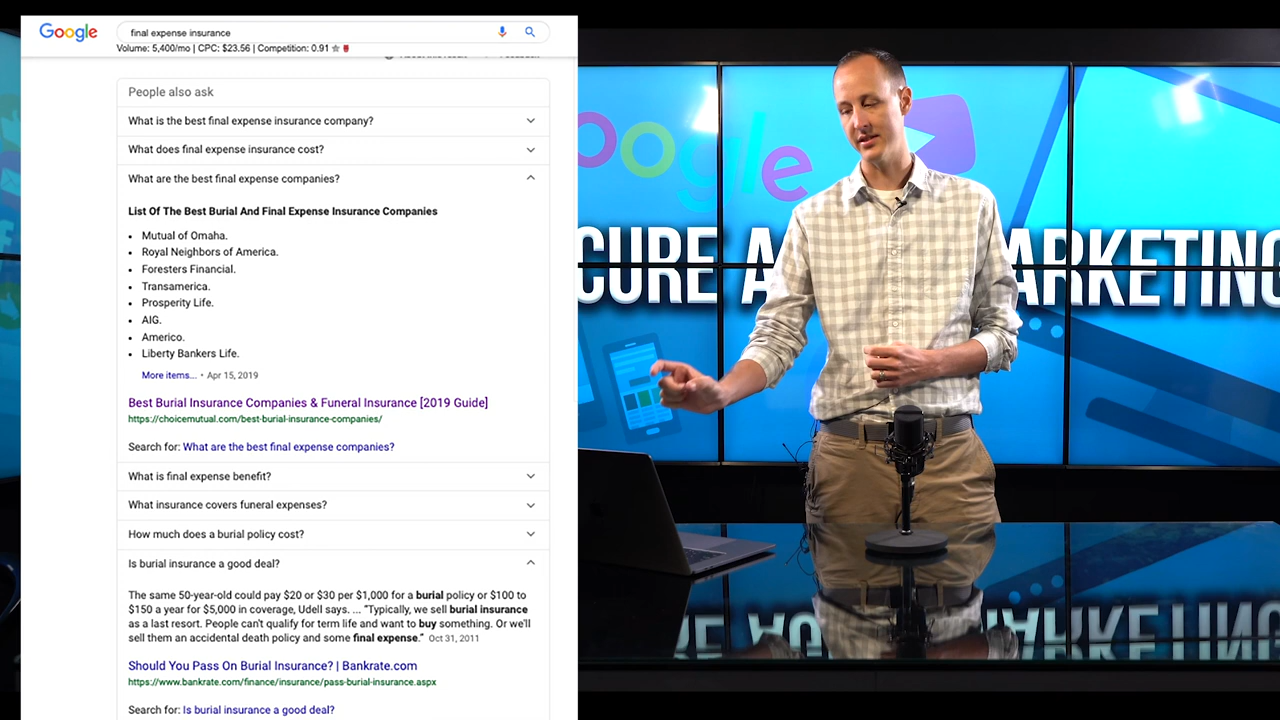 Google
final expense insurance
Volume: 5,400/mo | CPC: $23.56 | Competition: 0.91
People also ask
What is the best final expense insurance company?
What does final expense insurance cost?
What are the best final expense companies?
List Of The Best Burial And Final Expense Insurance Companies
• Mutual of Omaha.
• Royal Neighbors of America.
• Foresters Financial.
• Transamerica.
• Prosperity Life.
• AIG.
• Americo.
• Liberty Bankers Life.
More items... • Apr 15, 2019
Best Burial Insurance Companies & Funeral Insurance [2019 Guide]
https://choicemutual.com/best-burial-insurance-companies/
Search for: What are the best final expense companies?
What is final expense benefit?
What insurance covers funeral expenses?
How much does a burial policy cost?
Is burial insurance a good deal?
The same 50-year-old could pay $20 or $30 per $1,000 for a burial policy or $100 to
$150 a year for $5,000 in coverage, Udell says. ... “Typically, we sell burial insurance
as a last resort. People can't qualify for term life and want to buy something. Or we'll
sell them an accidental death policy and some final expense.” Oct 31, 2011
Should You Pass On Burial Insurance? | Bankrate.com
https://www.bankrate.com/finance/insurance/pass-burial-insurance.aspx
Search for: Is burial insurance a good deal?
oogle
CURE A ARKETING